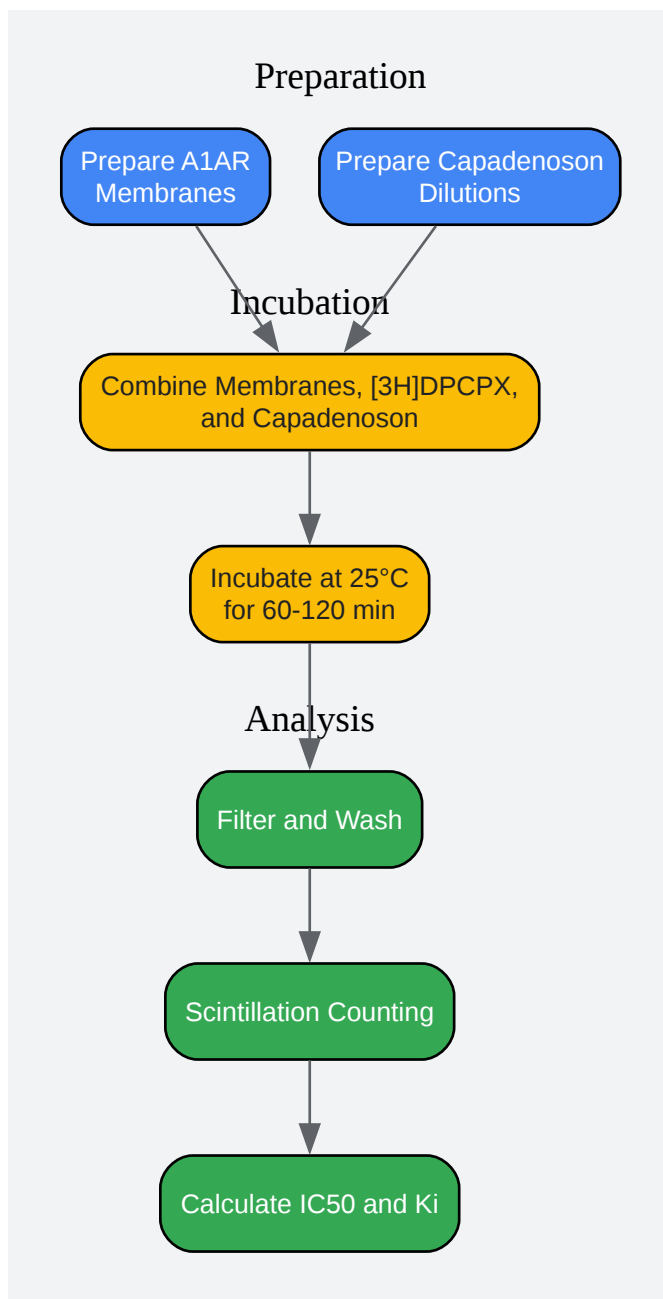 Preparation
Prepare A1AR
Membranes
Prepare Capadenoson
Dilutions
Incubation
Combine Membranes, [3H]DPCPX,
and Capadenoson
Incubate at 25°C
for 60-120 min
Analysis
Filter and Wash
Scintillation Counting
Calculate IC50 and Ki